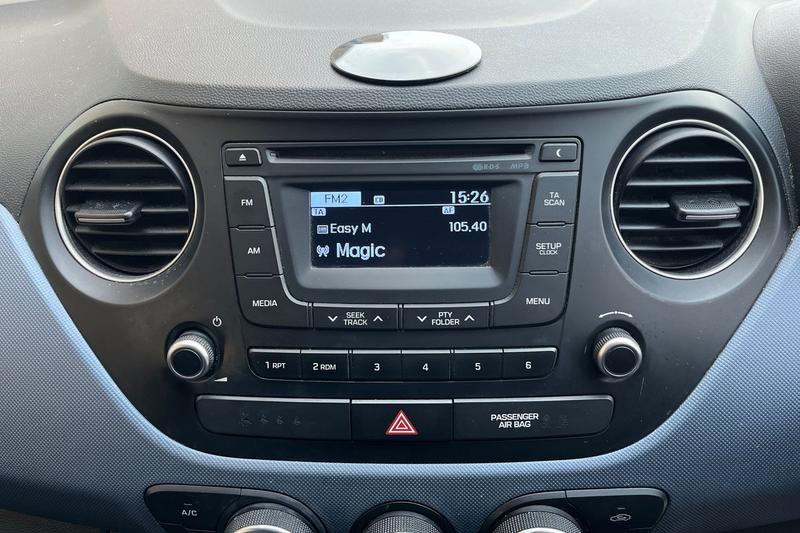 R·D·S MP3
FM2 CD 15:26
TA AF
Easy M 105.40
Magic
FM
AM
MEDIA
TA
SCAN
SETUP
CLOCK
MENU
SEEK
TRACK
PTY
FOLDER
1 RPT 2 RDM 3 4 5 6
PASSENGER
AIR BAG
A/C